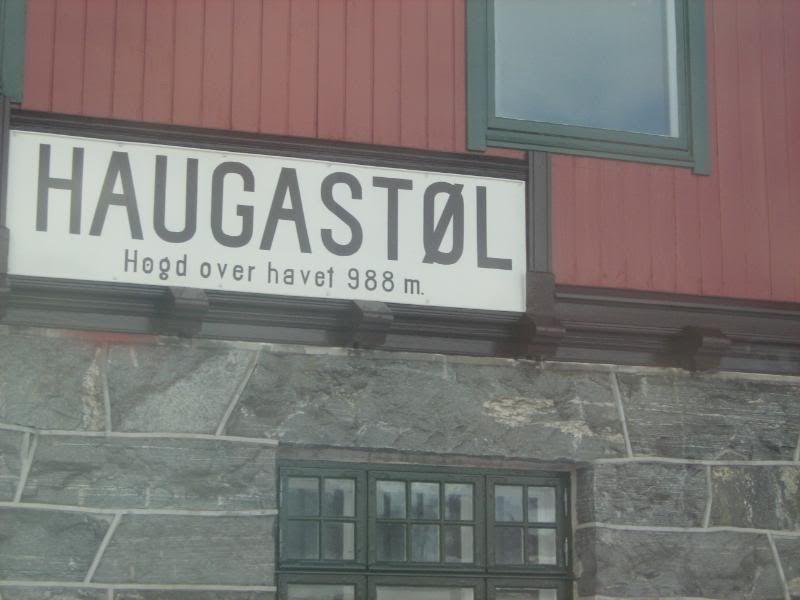 HAUGASTØL
Høgd over havet 988 m.